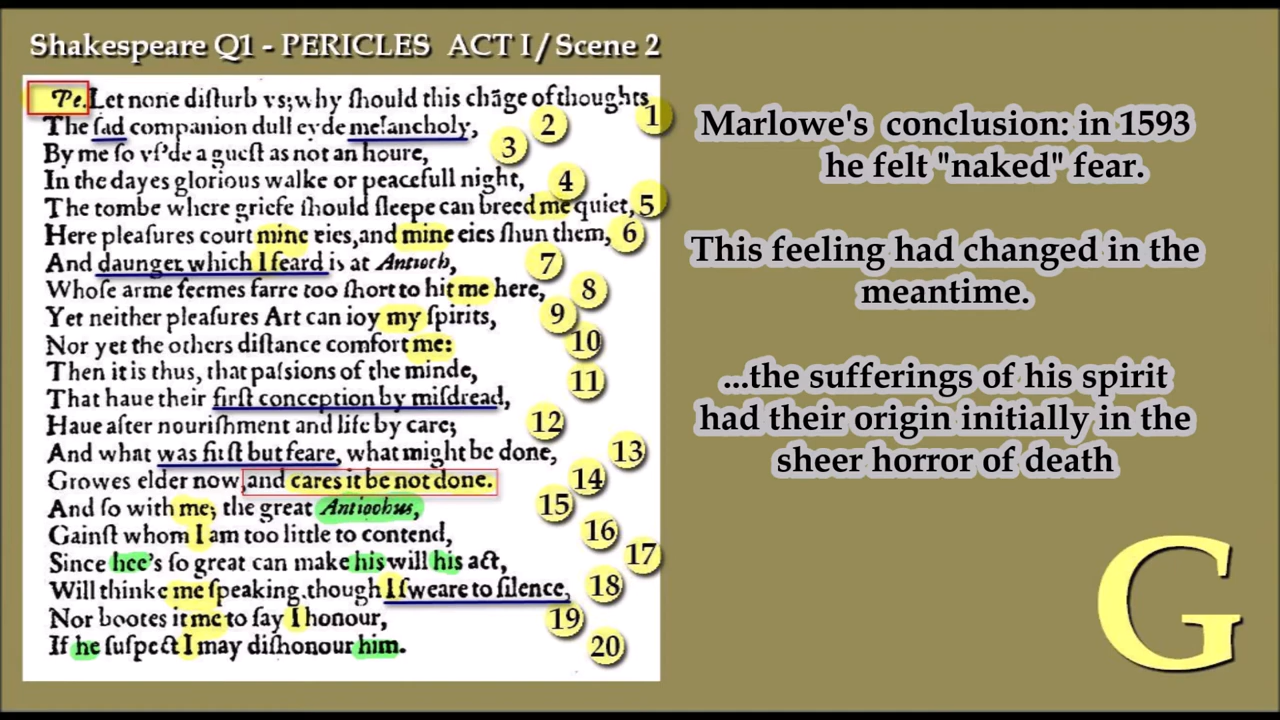 Shakespeare Q1 - PERICLES ACT I / Scene 2
Pe. Let none disturb vs; why should this chāge of thoughts
The sad companion dull eyde melancholy,
By me so vs'de a guest as not an houre,
In the dayes glorious walke or peacefull night,
The tombe where griefe should sleepe can breed me quiet,
Here pleasures court mine eies, and mine eies shun them,
And daunger which I feard is at Antioch,
Whose arme seemes farre too short to hit me here,
Yet neither pleasures Art can ioy my spirits,
Nor yet the others distance comfort me:
Then it is thus, that passions of the minde,
That haue their first conception by misdread,
Haue after nourishment and life by care;
And what was first but feare, what might be done,
Growes elder now, and cares it be not done.
And so with me; the great Antiochus,
Gainst whom I am too little to contend,
Since hee's so great can make his will his act,
Will thinke me speaking, though I sweare to silence,
Nor bootes it me to say I honour,
If he suspect I may dishonour him.
1
2
3
4
5
6
7
8
9
10
11
12
13
14
15
16
17
18
19
20
Marlowe's conclusion: in 1593
he felt "naked" fear.
This feeling had changed in the
meantime.
...the sufferings of his spirit
had their origin initially in the
sheer horror of death
G